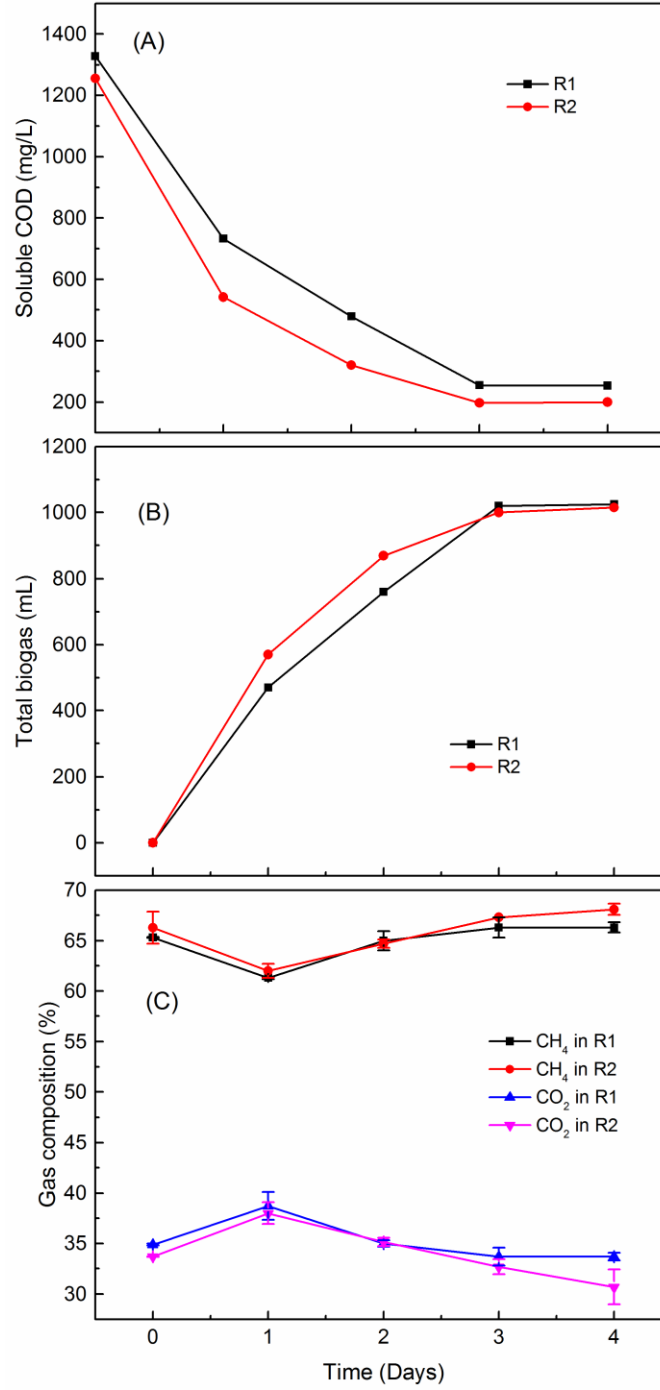 (A)
1400
1200
1000
800
600
400
200
Soluble COD (mg/L)
R1
R2
(B)
1200
1000
800
600
400
200
0
Total biogas (mL)
R1
R2
(C)
70
65
60
55
50
45
40
35
30
Gas composition (%)
CH₄ in R1
CH₄ in R2
CO₂ in R1
CO₂ in R2
0 1 2 3 4
Time (Days)